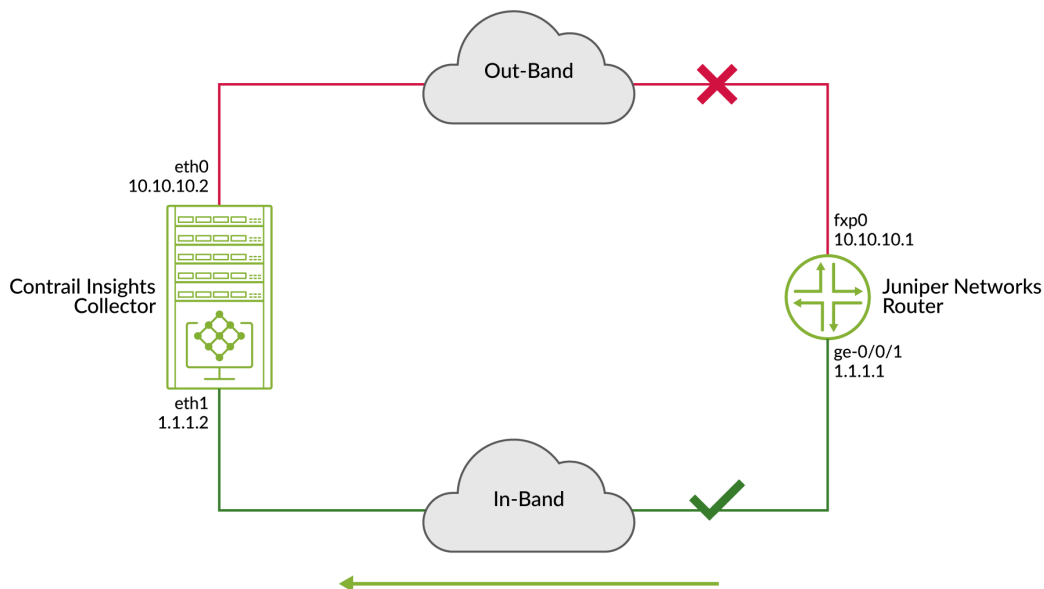 Out-Band
eth0
10.10.10.2
fxp0
10.10.10.1
Contrail Insights
Collector
Juniper Networks
Router
ge-0/0/1
1.1.1.1
eth1
1.1.1.2
In-Band